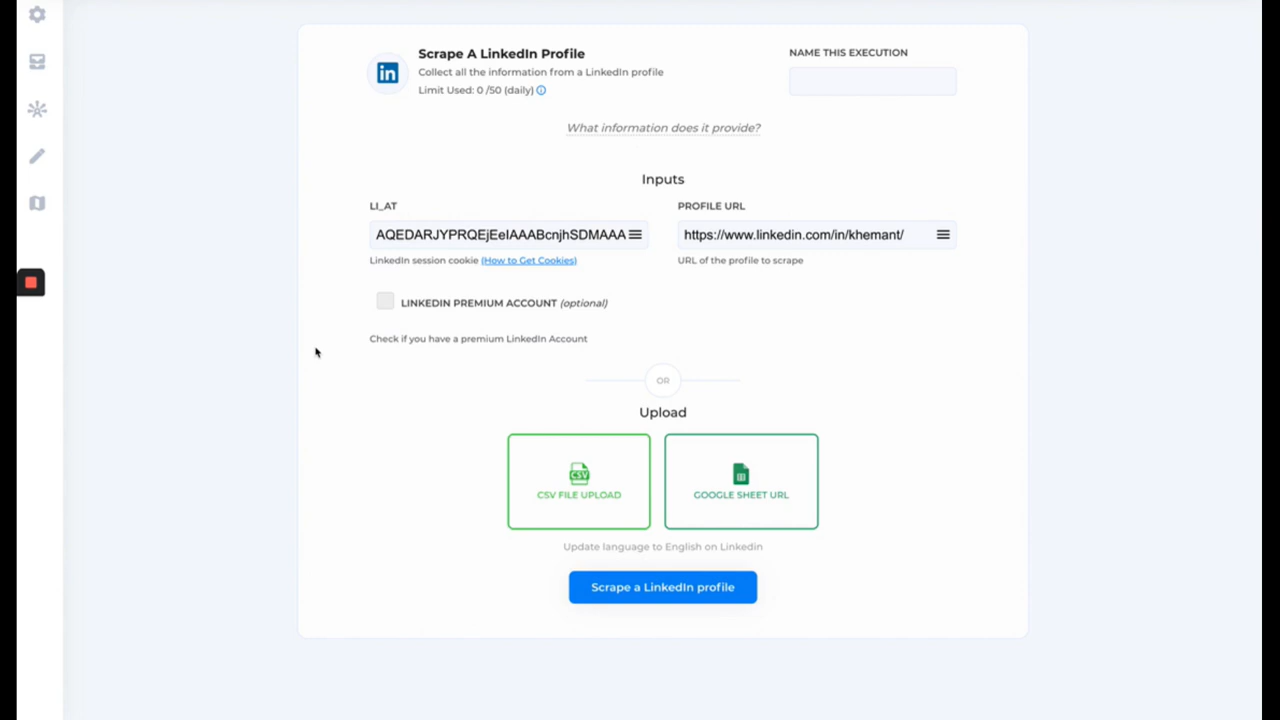 Scrape A LinkedIn Profile
Collect all the information from a LinkedIn profile
Limit Used: 0 /50 (daily)
NAME THIS EXECUTION
What information does it provide?
Inputs
LI_AT
PROFILE URL
AQEDARJYPRQEjEeIAAABcnjhSDMAAA
https://www.linkedin.com/in/khemant/
LinkedIn session cookie (How to Get Cookies)
URL of the profile to scrape
LINKEDIN PREMIUM ACCOUNT (optional)
Check if you have a premium LinkedIn Account
OR
Upload
CSV
CSV FILE UPLOAD
GOOGLE SHEET URL
Update language to English on Linkedin
Scrape a LinkedIn profile